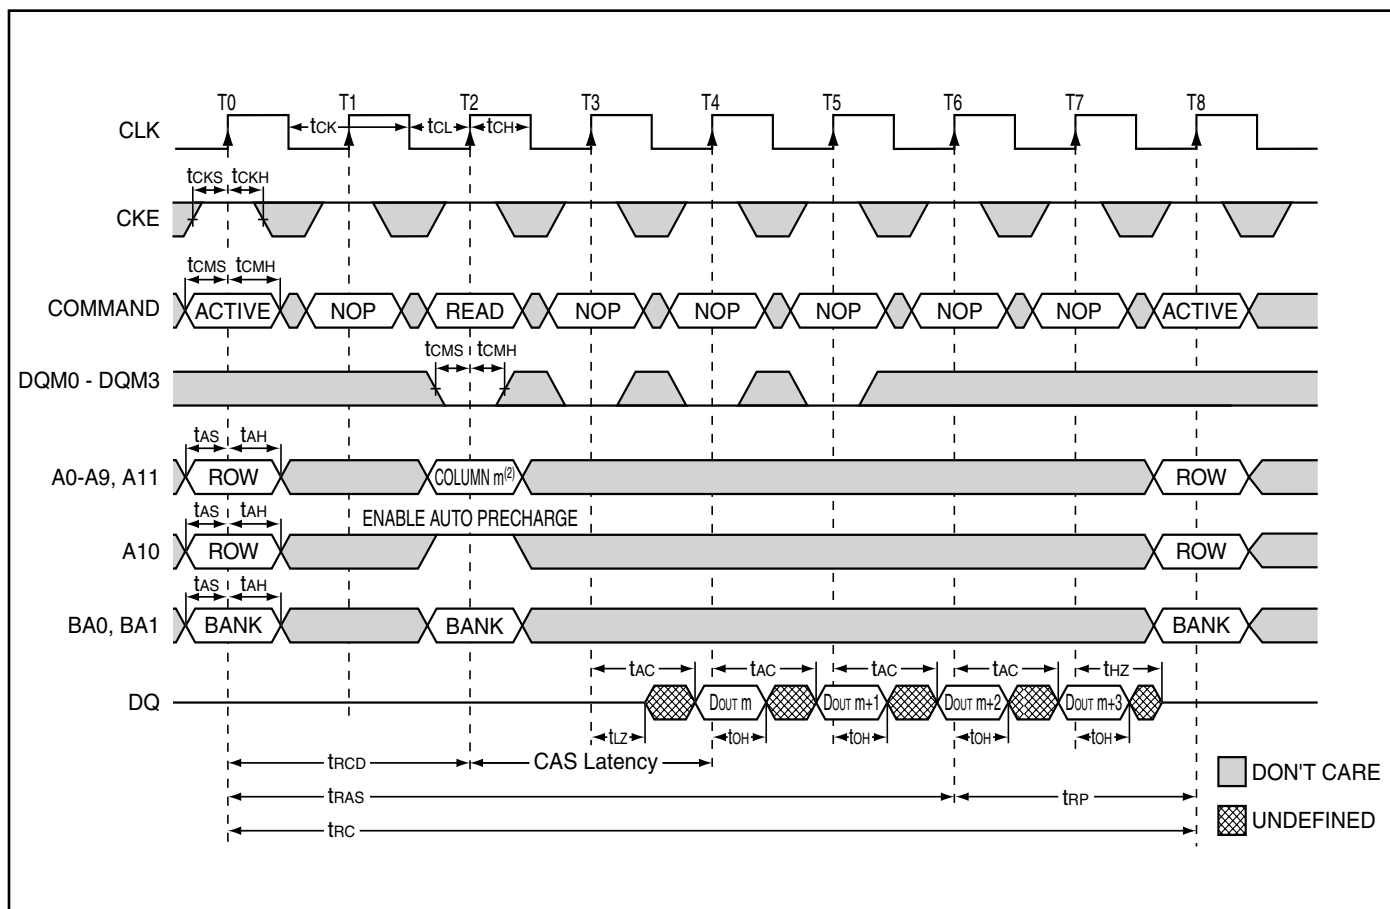 T0 T1 T2 T3 T4 T5 T6 T7 T8
CLK tCK tCL tCH
tCKS tCKH
CKE
tCMS tCMH
COMMAND ACTIVE NOP READ NOP NOP NOP NOP NOP ACTIVE
tCMS tCMH
DQM0 - DQM3
tAS tAH
A0-A9, A11 ROW COLUMN m(2) ROW
tAS tAH ENABLE AUTO PRECHARGE
A10 ROW ROW
tAS tAH
BA0, BA1 BANK BANK BANK
tAC tAC tAC tAC tHZ
DQ DOUT m DOUT m+1 DOUT m+2 DOUT m+3
tLZ tOH tOH tOH tOH
tRCD CAS Latency
DON'T CARE
tRAS tRP
UNDEFINED
tRC